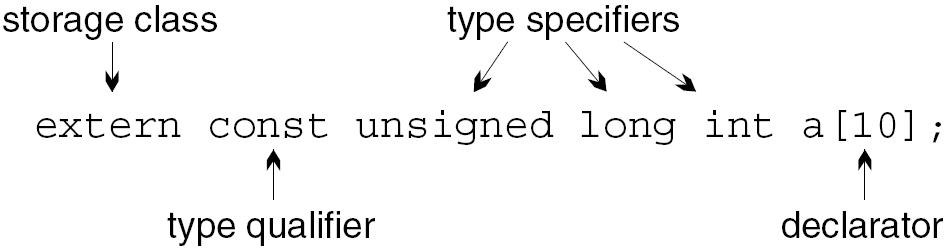 storage class type specifiers
extern const unsigned long int a[10];
type qualifier declarator